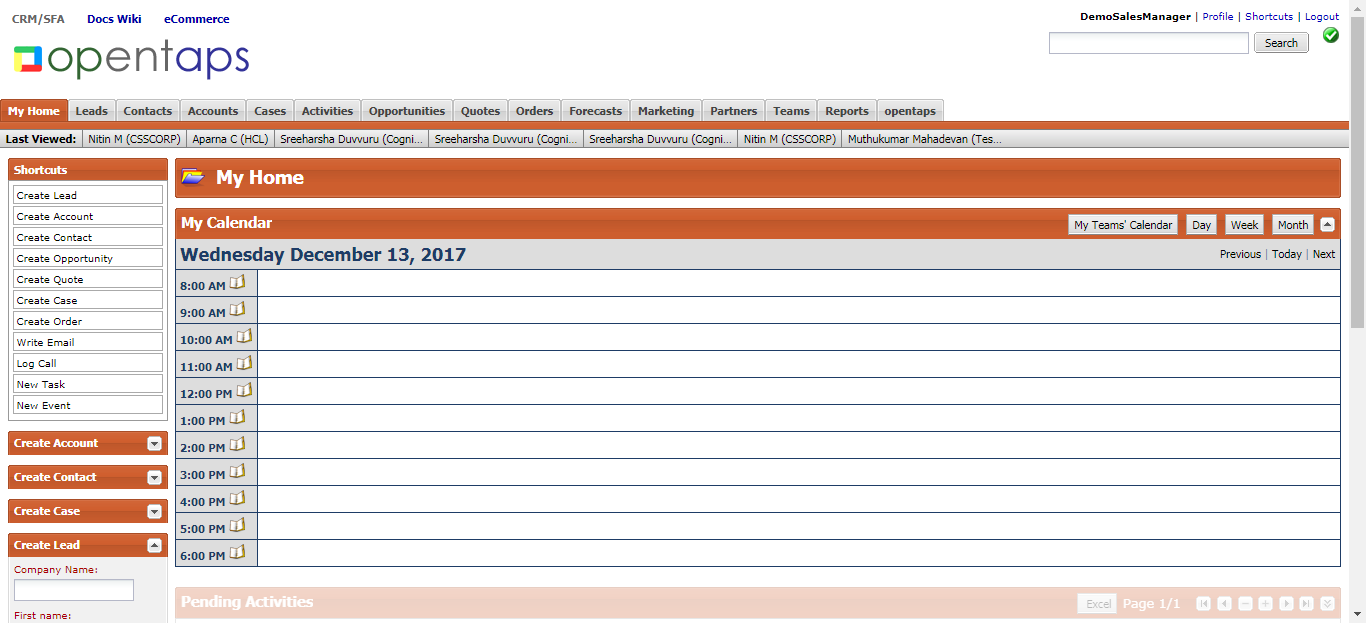 CRM/SFA Docs Wiki eCommerce
DemoSalesManager | Profile | Shortcuts | Logout
opentaps
Search
My Home Leads Contacts Accounts Cases Activities Opportunities Quotes Orders Forecasts Marketing Partners Teams Reports opentaps
Last Viewed: Nitin M (CSSCORP) Aparna C (HCL) Sreeharsha Duvvuru (Cogni... Sreeharsha Duvvuru (Cogni... Sreeharsha Duvvuru (Cogni... Nitin M (CSSCORP) Muthukumar Mahadevan (Tes...
Shortcuts
Create Lead
Create Account
Create Contact
Create Opportunity
Create Quote
Create Case
Create Order
Write Email
Log Call
New Task
New Event
Create Account
Create Contact
Create Case
Create Lead
Company Name:
First name:
My Home
My Calendar My Teams' Calendar Day Week Month
Wednesday December 13, 2017 Previous | Today | Next
8:00 AM
9:00 AM
10:00 AM
11:00 AM
12:00 PM
1:00 PM
2:00 PM
3:00 PM
4:00 PM
5:00 PM
6:00 PM
Pending Activities Excel Page 1/1